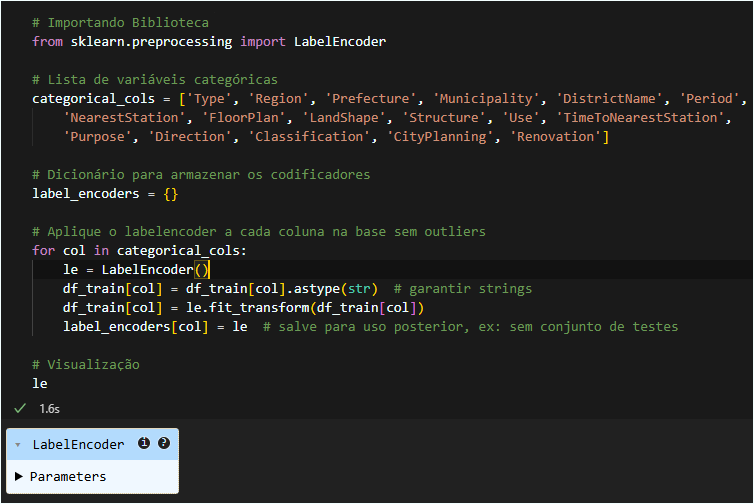 # Importando Biblioteca
from sklearn.preprocessing import LabelEncoder
# Lista de variáveis categóricas
categorical_cols = ['Type', 'Region', 'Prefecture', 'Municipality', 'DistrictName', 'Period',
'NearestStation', 'FloorPlan', 'LandShape', 'Structure', 'Use', 'TimeToNearestStation',
'Purpose', 'Direction', 'Classification', 'CityPlanning', 'Renovation']
# Dicionário para armazenar os codificadores
label_encoders = {}
# Aplique o labelencoder a cada coluna na base sem outliers
for col in categorical_cols:
le = LabelEncoder()
df_train[col] = df_train[col].astype(str)  # garantir strings
df_train[col] = le.fit_transform(df_train[col])
label_encoders[col] = le  # salve para uso posterior, ex: sem conjunto de testes
# Visualização
le
1.6s
LabelEncoder i ?
Parameters